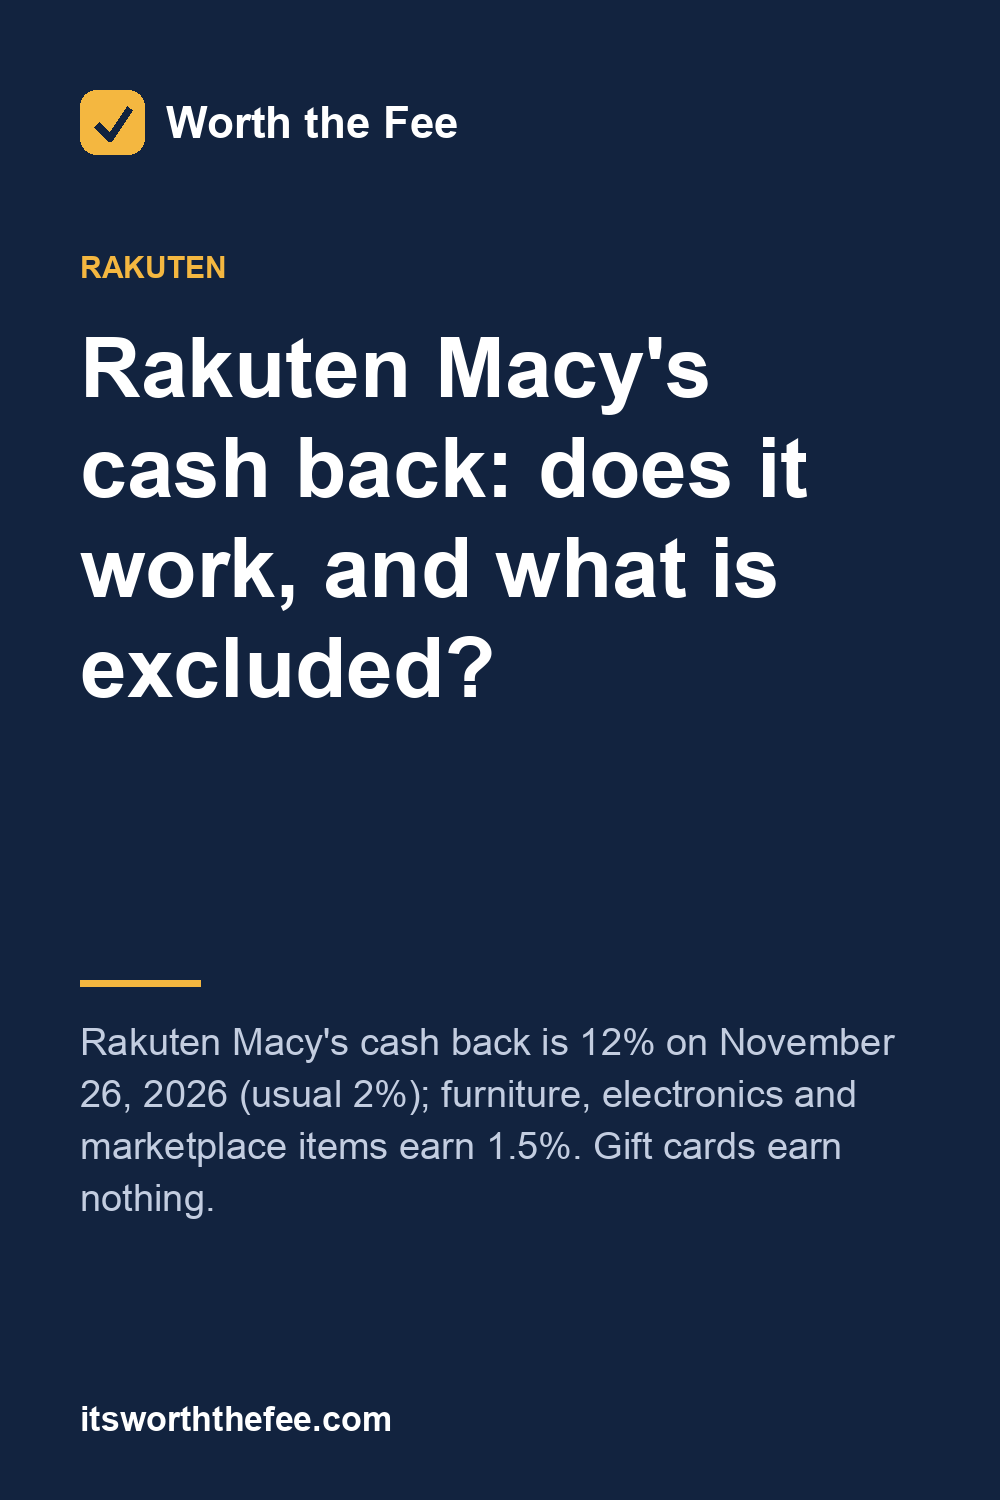 Worth the Fee
RAKUTEN
Rakuten Macy's
cash back: does it
work, and what is
excluded?
Rakuten Macy's cash back is 12% on November
26, 2026 (usual 2%); furniture, electronics and
marketplace items earn 1.5%. Gift cards earn
nothing.
itsworththefee.com